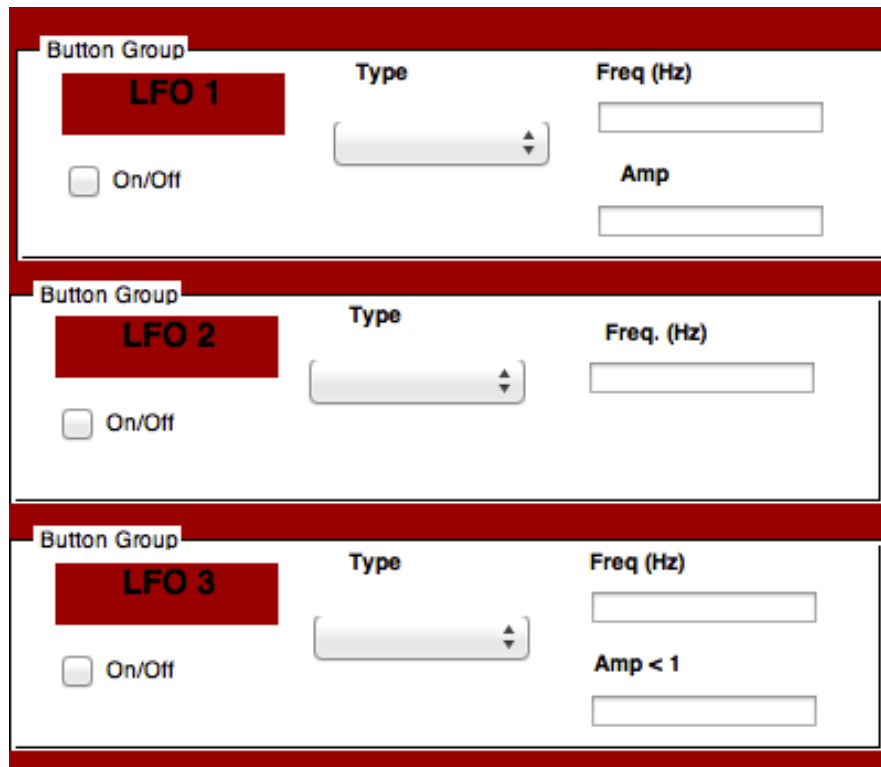 Button Group
LFO 1
Type
Freq (Hz)
On/Off
Amp
Button Group
LFO 2
Type
Freq. (Hz)
On/Off
Button Group
LFO 3
Type
Freq (Hz)
On/Off
Amp < 1